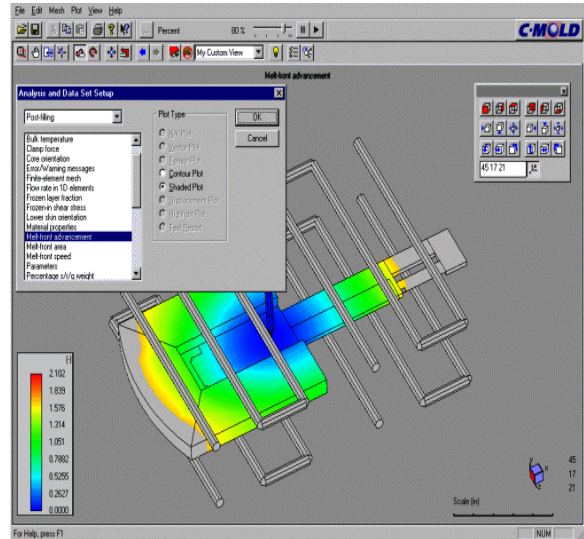 File Edit Mesh Plot View Help
... Percent 80 %
C·MOLD
My Custom View
Melt-front advancement
Analysis and Data Set Setup
Post-filling
Bulk temperature
Clamp force
Core orientation
Error/Warning messages
Finite-element mesh
Flow rate in 1D elements
Frozen layer fraction
Frozen-in shear stress
Lower skin orientation
Material properties
Melt-front advancement
Melt-front area
Melt-front speed
Parameters
Percentage s/r/g weight
Plot Type
X-Y Plot
Vector Plot
Tensor Plot
Contour Plot
Shaded Plot
Displacement Plot
Highlight Plot
Text Report
OK
Cancel
45 17 21
[-]
2.102
1.839
1.576
1.314
1.051
0.7882
0.5255
0.2627
0.0000
y
x
z
45
17
21
Scale (in)
For Help, press F1
NUM